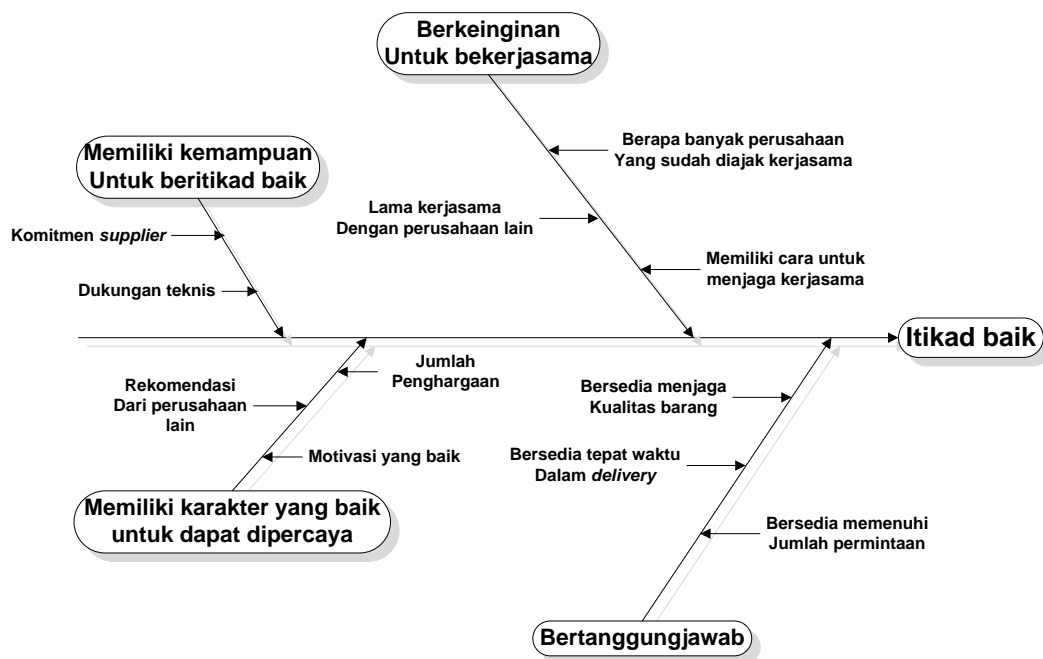 Berkeinginan
Untuk bekerjasama
Berapa banyak perusahaan
Yang sudah diajak kerjasama
Memiliki kemampuan
Untuk beritikad baik
Lama kerjasama
Dengan perusahaan lain
Komitmen supplier
Memiliki cara untuk
menjaga kerjasama
Dukungan teknis
Itikad baik
Jumlah
Penghargaan
Rekomendasi
Dari perusahaan
lain
Bersedia menjaga
Kualitas barang
Motivasi yang baik
Bersedia tepat waktu
Dalam delivery
Memiliki karakter yang baik
untuk dapat dipercaya
Bersedia memenuhi
Jumlah permintaan
Bertanggungjawab